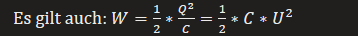 Es gilt auch: W = 1/2 * Q²/C = 1/2 * C * U²